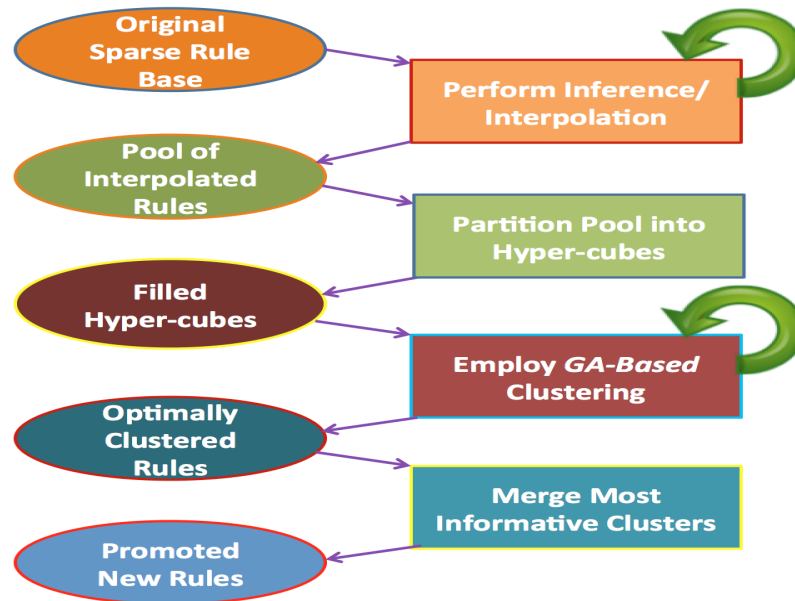 Original
Sparse Rule
Base
Perform Inference/
Interpolation
Pool of
Interpolated
Rules
Partition Pool into
Hyper-cubes
Filled
Hyper-cubes
Employ GA-Based
Clustering
Optimally
Clustered
Rules
Merge Most
Informative Clusters
Promoted
New Rules